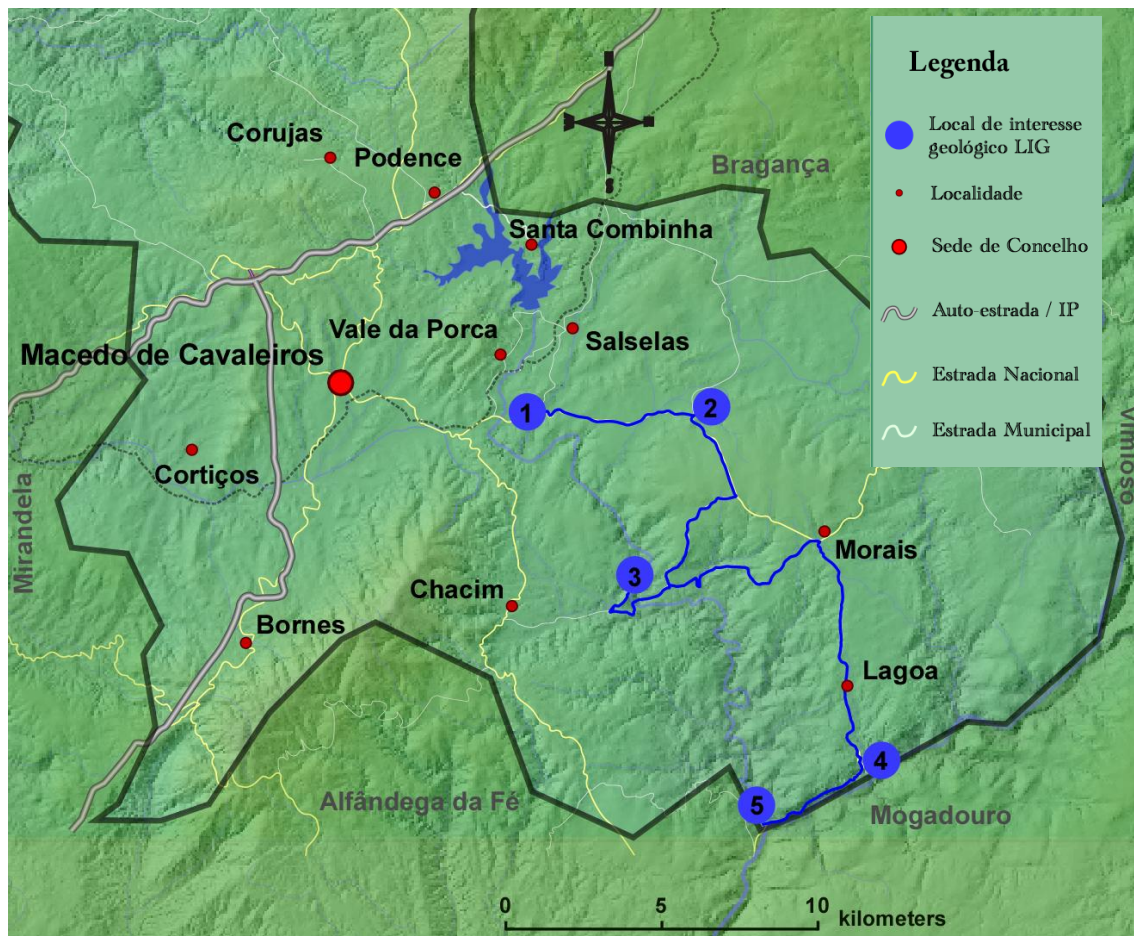 Legenda
Local de interesse
geológico LIG
Localidade
Sede de Concelho
Auto-estrada / IP
Estrada Nacional
Estrada Municipal
Corujas
Podence
Bragança
Santa Combinha
Vale da Porca
Salselas
Macedo de Cavaleiros
1
2
Cortiços
Mirandela
Vimioso
Morais
3
Chacim
Bornes
Lagoa
4
5
Alfândega da Fé
Mogadouro
S
0
5
10
kilometers